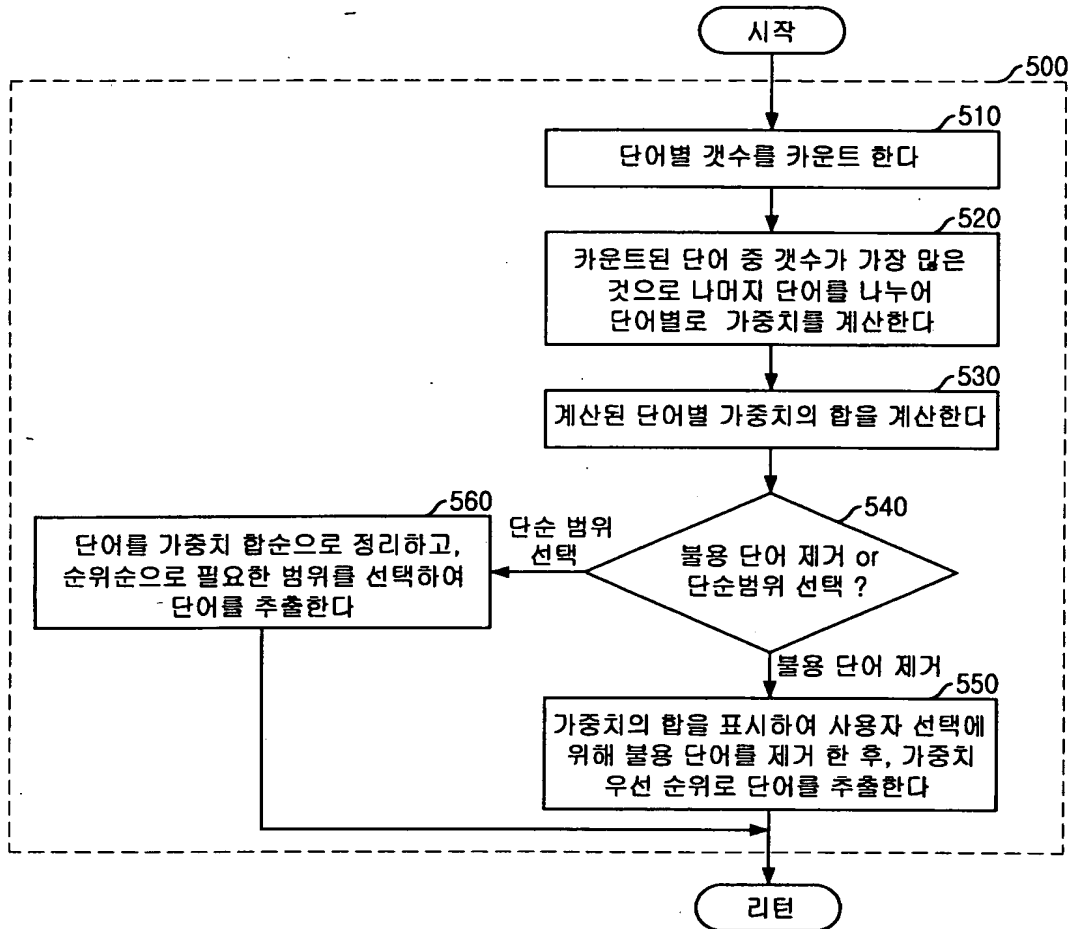 시작
500
510
단어별 갯수를 카운트 한다
520
카운트된 단어 중 갯수가 가장 많은
것으로 나머지 단어를 나누어
단어별로 가중치를 계산한다
530
계산된 단어별 가중치의 합을 계산한다
540
불용 단어 제거 or
단순범위 선택 ?
단순 범위
선택
560
단어를 가중치 합순으로 정리하고,
순위순으로 필요한 범위를 선택하여
단어를 추출한다
불용 단어 제거
550
가중치의 합을 표시하여 사용자 선택에
위해 불용 단어를 제거 한 후, 가중치
우선 순위로 단어를 추출한다
리턴